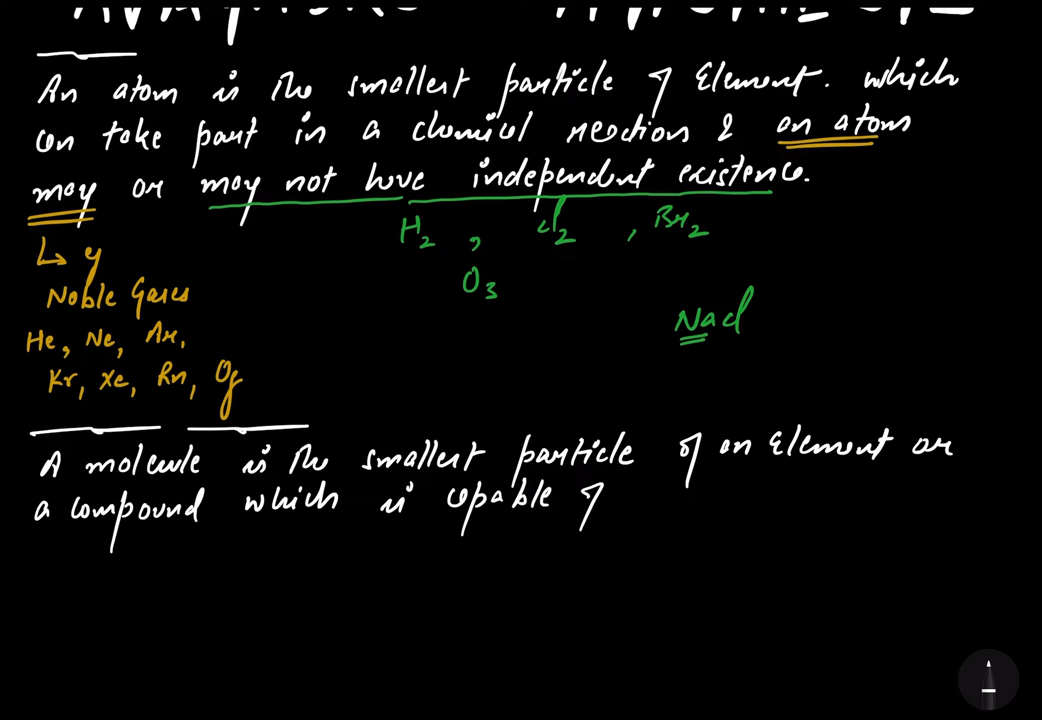 An atom is the smallest particle of Element. which
can take part in a chemical reaction & an atom
may or may not have independent existence.
H2, Cl2, Br2
↳ of
O3
Noble Gases
NaCl
He, Ne, Ar,
Kr, Xe, Rn, Og
A molecule is the smallest particle of an Element or
a compound which is capable of